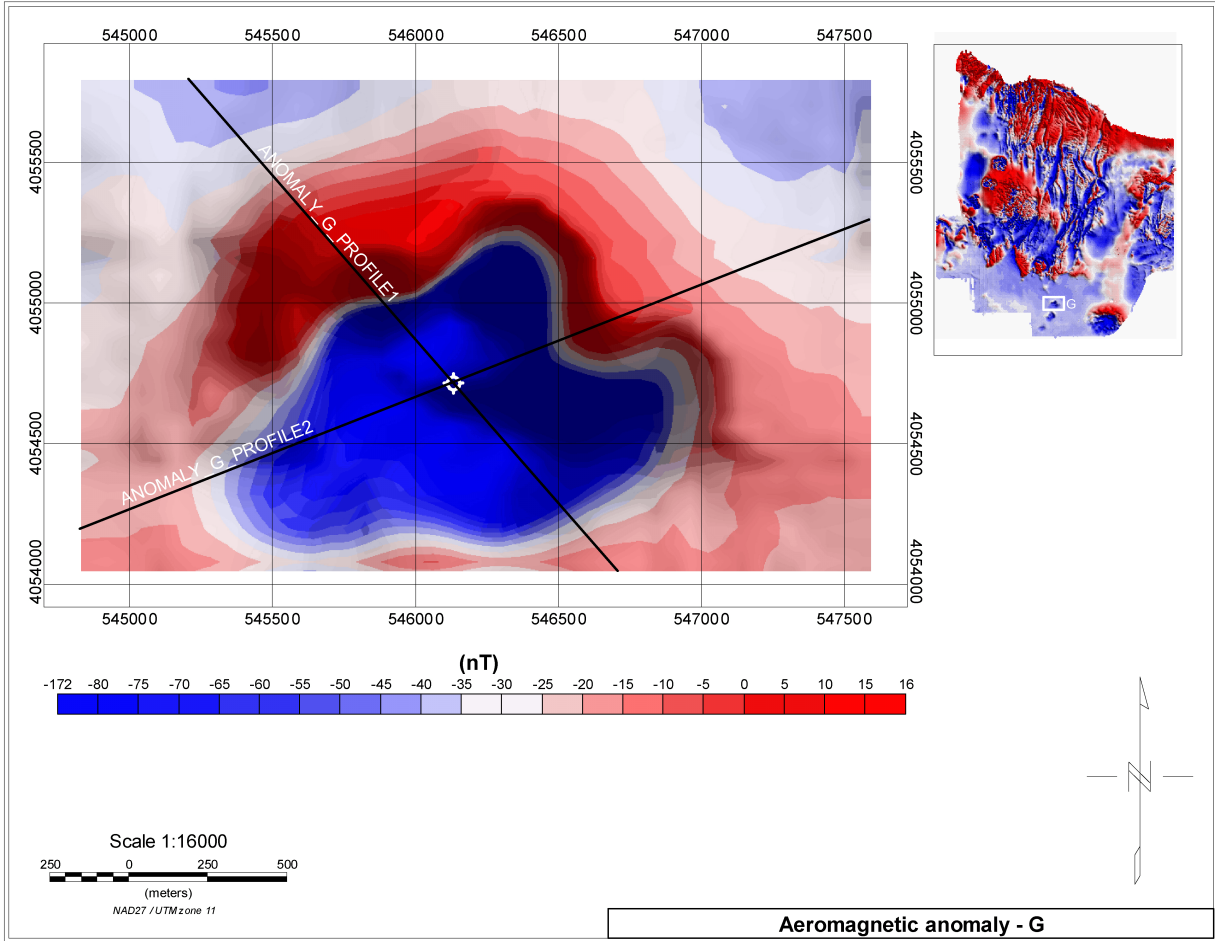 545000 545500 546000 546500 547000 547500
4055500
4055000
4054500
4054000
ANOMALY_G_PROFILE1
ANOMALY_G_PROFILE2
4055500
4055000
4054500
4054000
G
545000 545500 546000 546500 547000 547500
(nT)
-172 -80 -75 -70 -65 -60 -55 -50 -45 -40 -35 -30 -25 -20 -15 -10 -5 0 5 10 15 16
N
Scale 1:16000
250 0 250 500
(meters)
NAD27 / UTM zone 11
Aeromagnetic anomaly - G